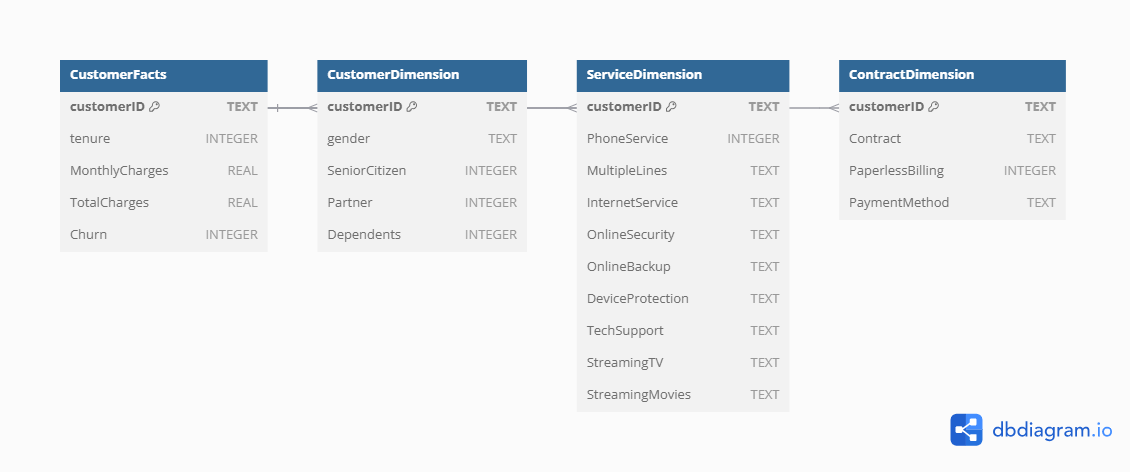 CustomerFacts
customerID TEXT
tenure INTEGER
MonthlyCharges REAL
TotalCharges REAL
Churn INTEGER
CustomerDimension
customerID TEXT
gender TEXT
SeniorCitizen INTEGER
Partner INTEGER
Dependents INTEGER
ServiceDimension
customerID TEXT
PhoneService INTEGER
MultipleLines TEXT
InternetService TEXT
OnlineSecurity TEXT
OnlineBackup TEXT
DeviceProtection TEXT
TechSupport TEXT
StreamingTV TEXT
StreamingMovies TEXT
ContractDimension
customerID TEXT
Contract TEXT
PaperlessBilling INTEGER
PaymentMethod TEXT
dbdiagram.io